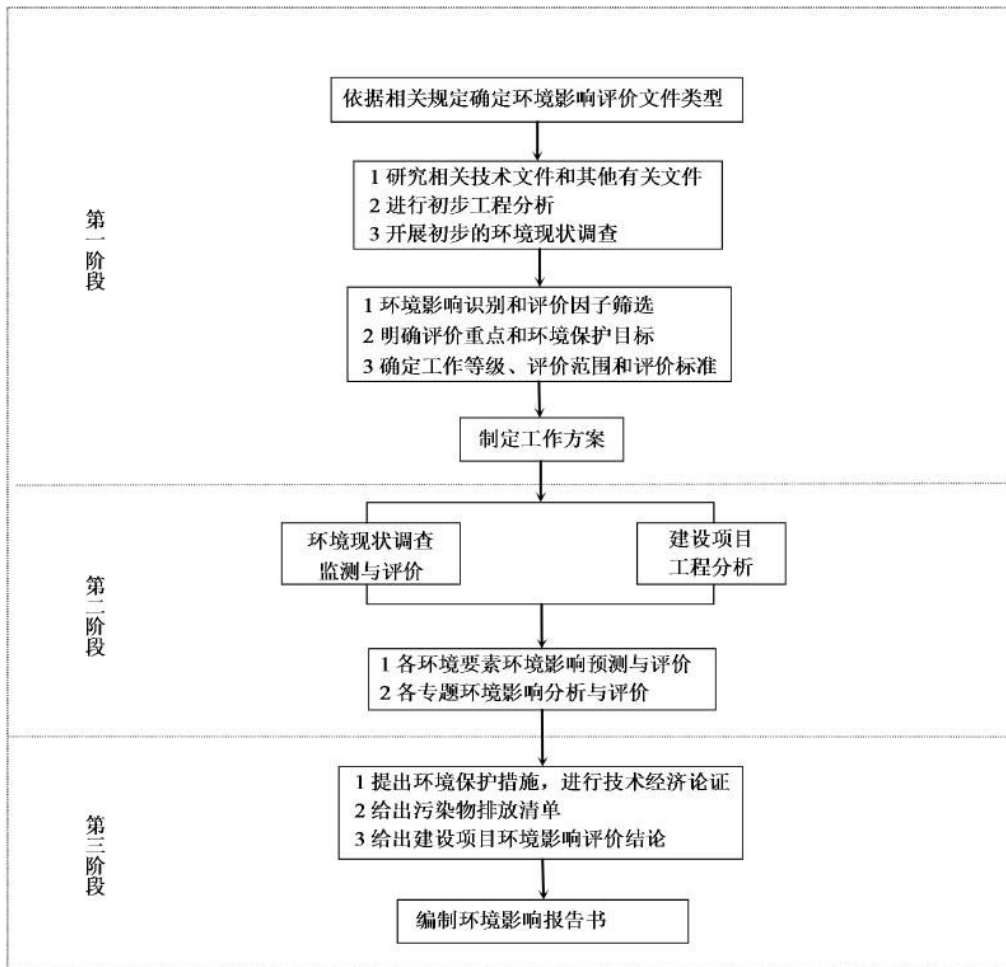 依据相关规定确定环境影响评价文件类型
1 研究相关技术文件和其他有关文件
2 进行初步工程分析
3 开展初步的环境现状调查
第一阶段
1 环境影响识别和评价因子筛选
2 明确评价重点和环境保护目标
3 确定工作等级、评价范围和评价标准
制定工作方案
环境现状调查
监测与评价
建设项目
工程分析
第二阶段
1 各环境要素环境影响预测与评价
2 各专题环境影响分析与评价
1 提出环境保护措施，进行技术经济论证
2 给出污染物排放清单
3 给出建设项目环境影响评价结论
第三阶段
编制环境影响报告书